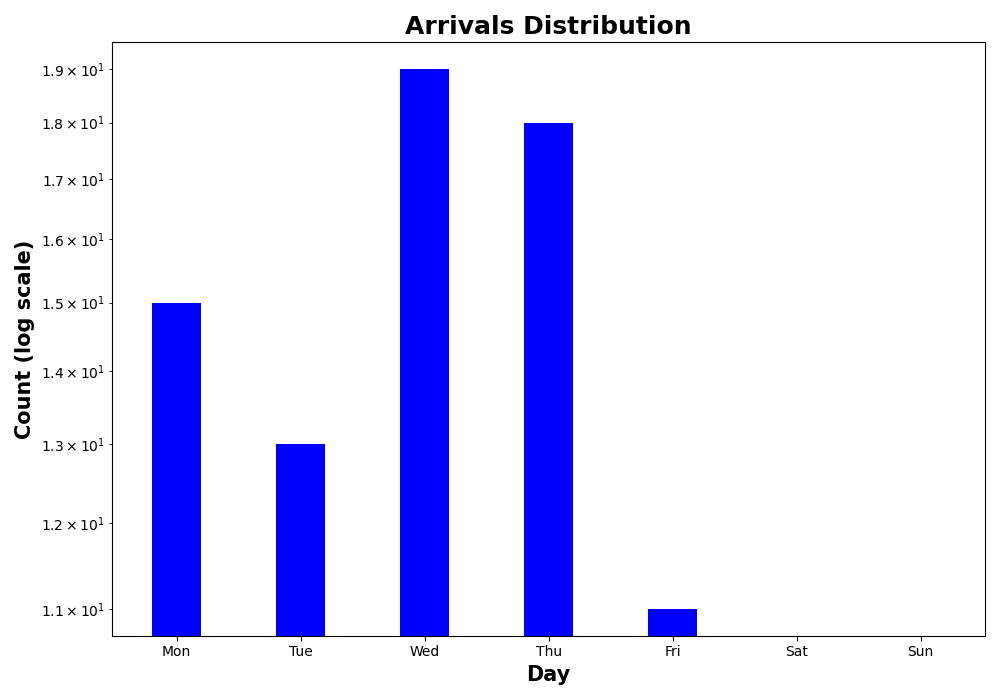 Arrivals Distribution
Count (log scale)
1.9 × 10¹
1.8 × 10¹
1.7 × 10¹
1.6 × 10¹
1.5 × 10¹
1.4 × 10¹
1.3 × 10¹
1.2 × 10¹
1.1 × 10¹
Mon Tue Wed Thu Fri Sat Sun
Day